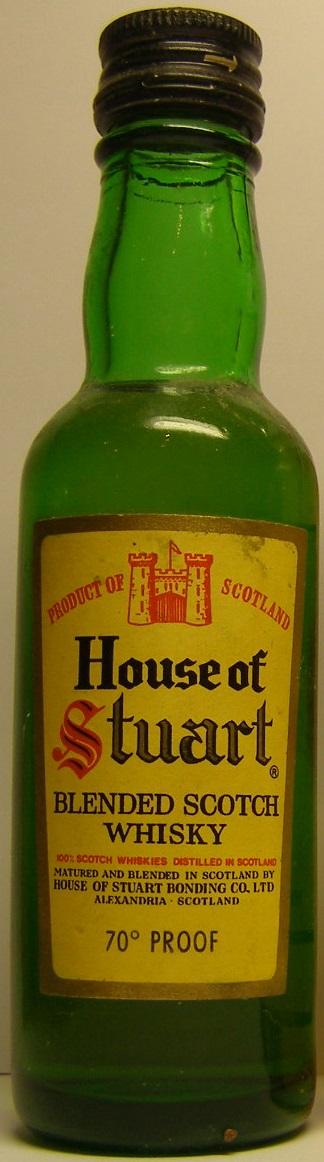 PRODUCT OF SCOTLAND
House of
Stuart
®
BLENDED SCOTCH
WHISKY
100% SCOTCH WHISKIES DISTILLED IN SCOTLAND
MATURED AND BLENDED IN SCOTLAND BY
HOUSE OF STUART BONDING CO., LTD
ALEXANDRIA · SCOTLAND
70° PROOF